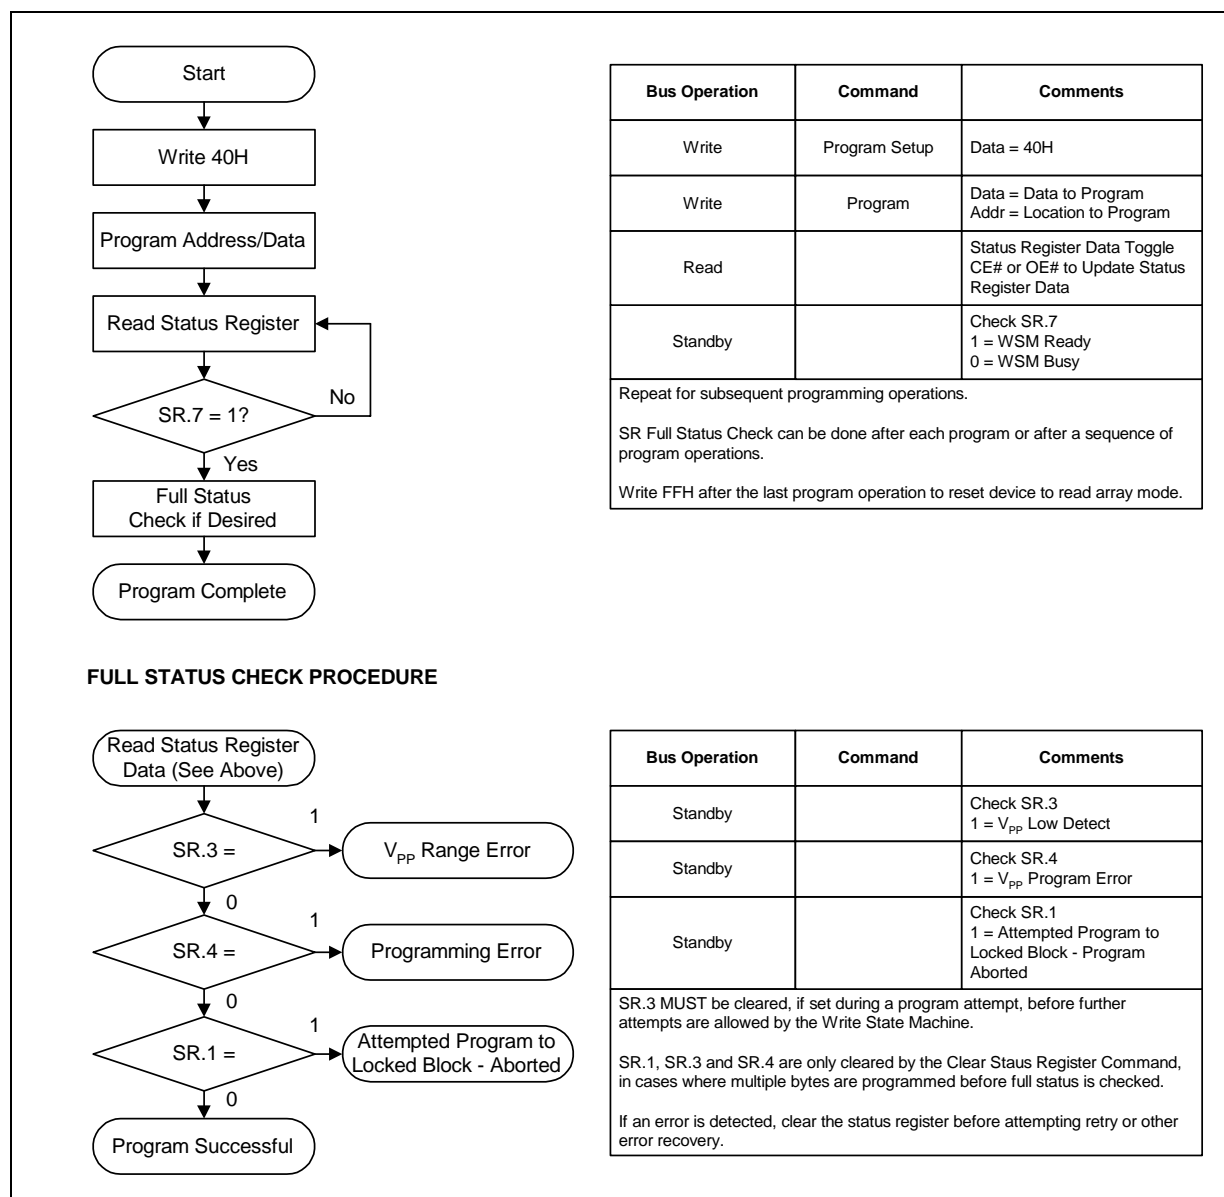 Start
Write 40H
Program Address/Data
Read Status Register
SR.7 = 1?
No
Yes
Full Status
Check if Desired
Program Complete
Bus Operation Command Comments
Write Program Setup Data = 40H
Write Program Data = Data to Program
Addr = Location to Program
Read Status Register Data Toggle
CE# or OE# to Update Status
Register Data
Standby Check SR.7
1 = WSM Ready
0 = WSM Busy
Repeat for subsequent programming operations.
SR Full Status Check can be done after each program or after a sequence of
program operations.
Write FFH after the last program operation to reset device to read array mode.
FULL STATUS CHECK PROCEDURE
Read Status Register
Data (See Above)
SR.3 =
1
VPP Range Error
0
SR.4 =
1
Programming Error
0
SR.1 =
1
Attempted Program to
Locked Block - Aborted
0
Program Successful
Bus Operation Command Comments
Standby Check SR.3
1 = VPP Low Detect
Standby Check SR.4
1 = VPP Program Error
Standby Check SR.1
1 = Attempted Program to
Locked Block - Program
Aborted
SR.3 MUST be cleared, if set during a program attempt, before further
attempts are allowed by the Write State Machine.
SR.1, SR.3 and SR.4 are only cleared by the Clear Staus Register Command,
in cases where multiple bytes are programmed before full status is checked.
If an error is detected, clear the status register before attempting retry or other
error recovery.